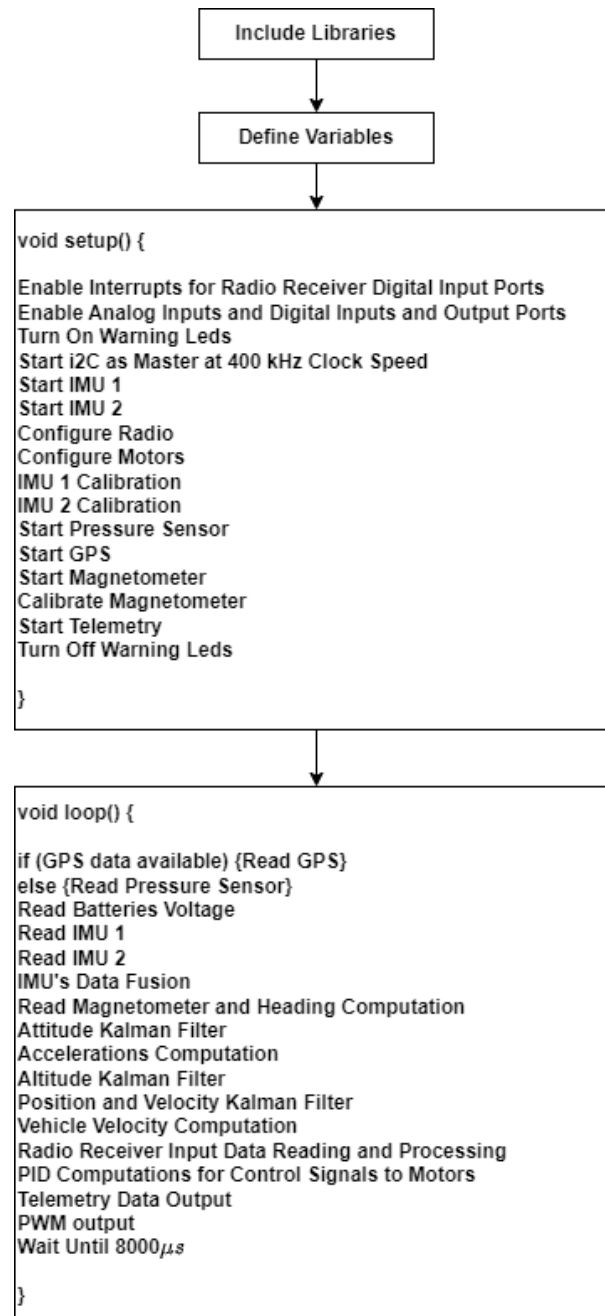 Include Libraries
Define Variables
void setup() {
Enable Interrupts for Radio Receiver Digital Input Ports
Enable Analog Inputs and Digital Inputs and Output Ports
Turn On Warning Leds
Start i2C as Master at 400 kHz Clock Speed
Start IMU 1
Start IMU 2
Configure Radio
Configure Motors
IMU 1 Calibration
IMU 2 Calibration
Start Pressure Sensor
Start GPS
Start Magnetometer
Calibrate Magnetometer
Start Telemetry
Turn Off Warning Leds
}
void loop() {
if (GPS data available) {Read GPS}
else {Read Pressure Sensor}
Read Batteries Voltage
Read IMU 1
Read IMU 2
IMU's Data Fusion
Read Magnetometer and Heading Computation
Attitude Kalman Filter
Accelerations Computation
Altitude Kalman Filter
Position and Velocity Kalman Filter
Vehicle Velocity Computation
Radio Receiver Input Data Reading and Processing
PID Computations for Control Signals to Motors
Telemetry Data Output
PWM output
Wait Until 8000μs
}